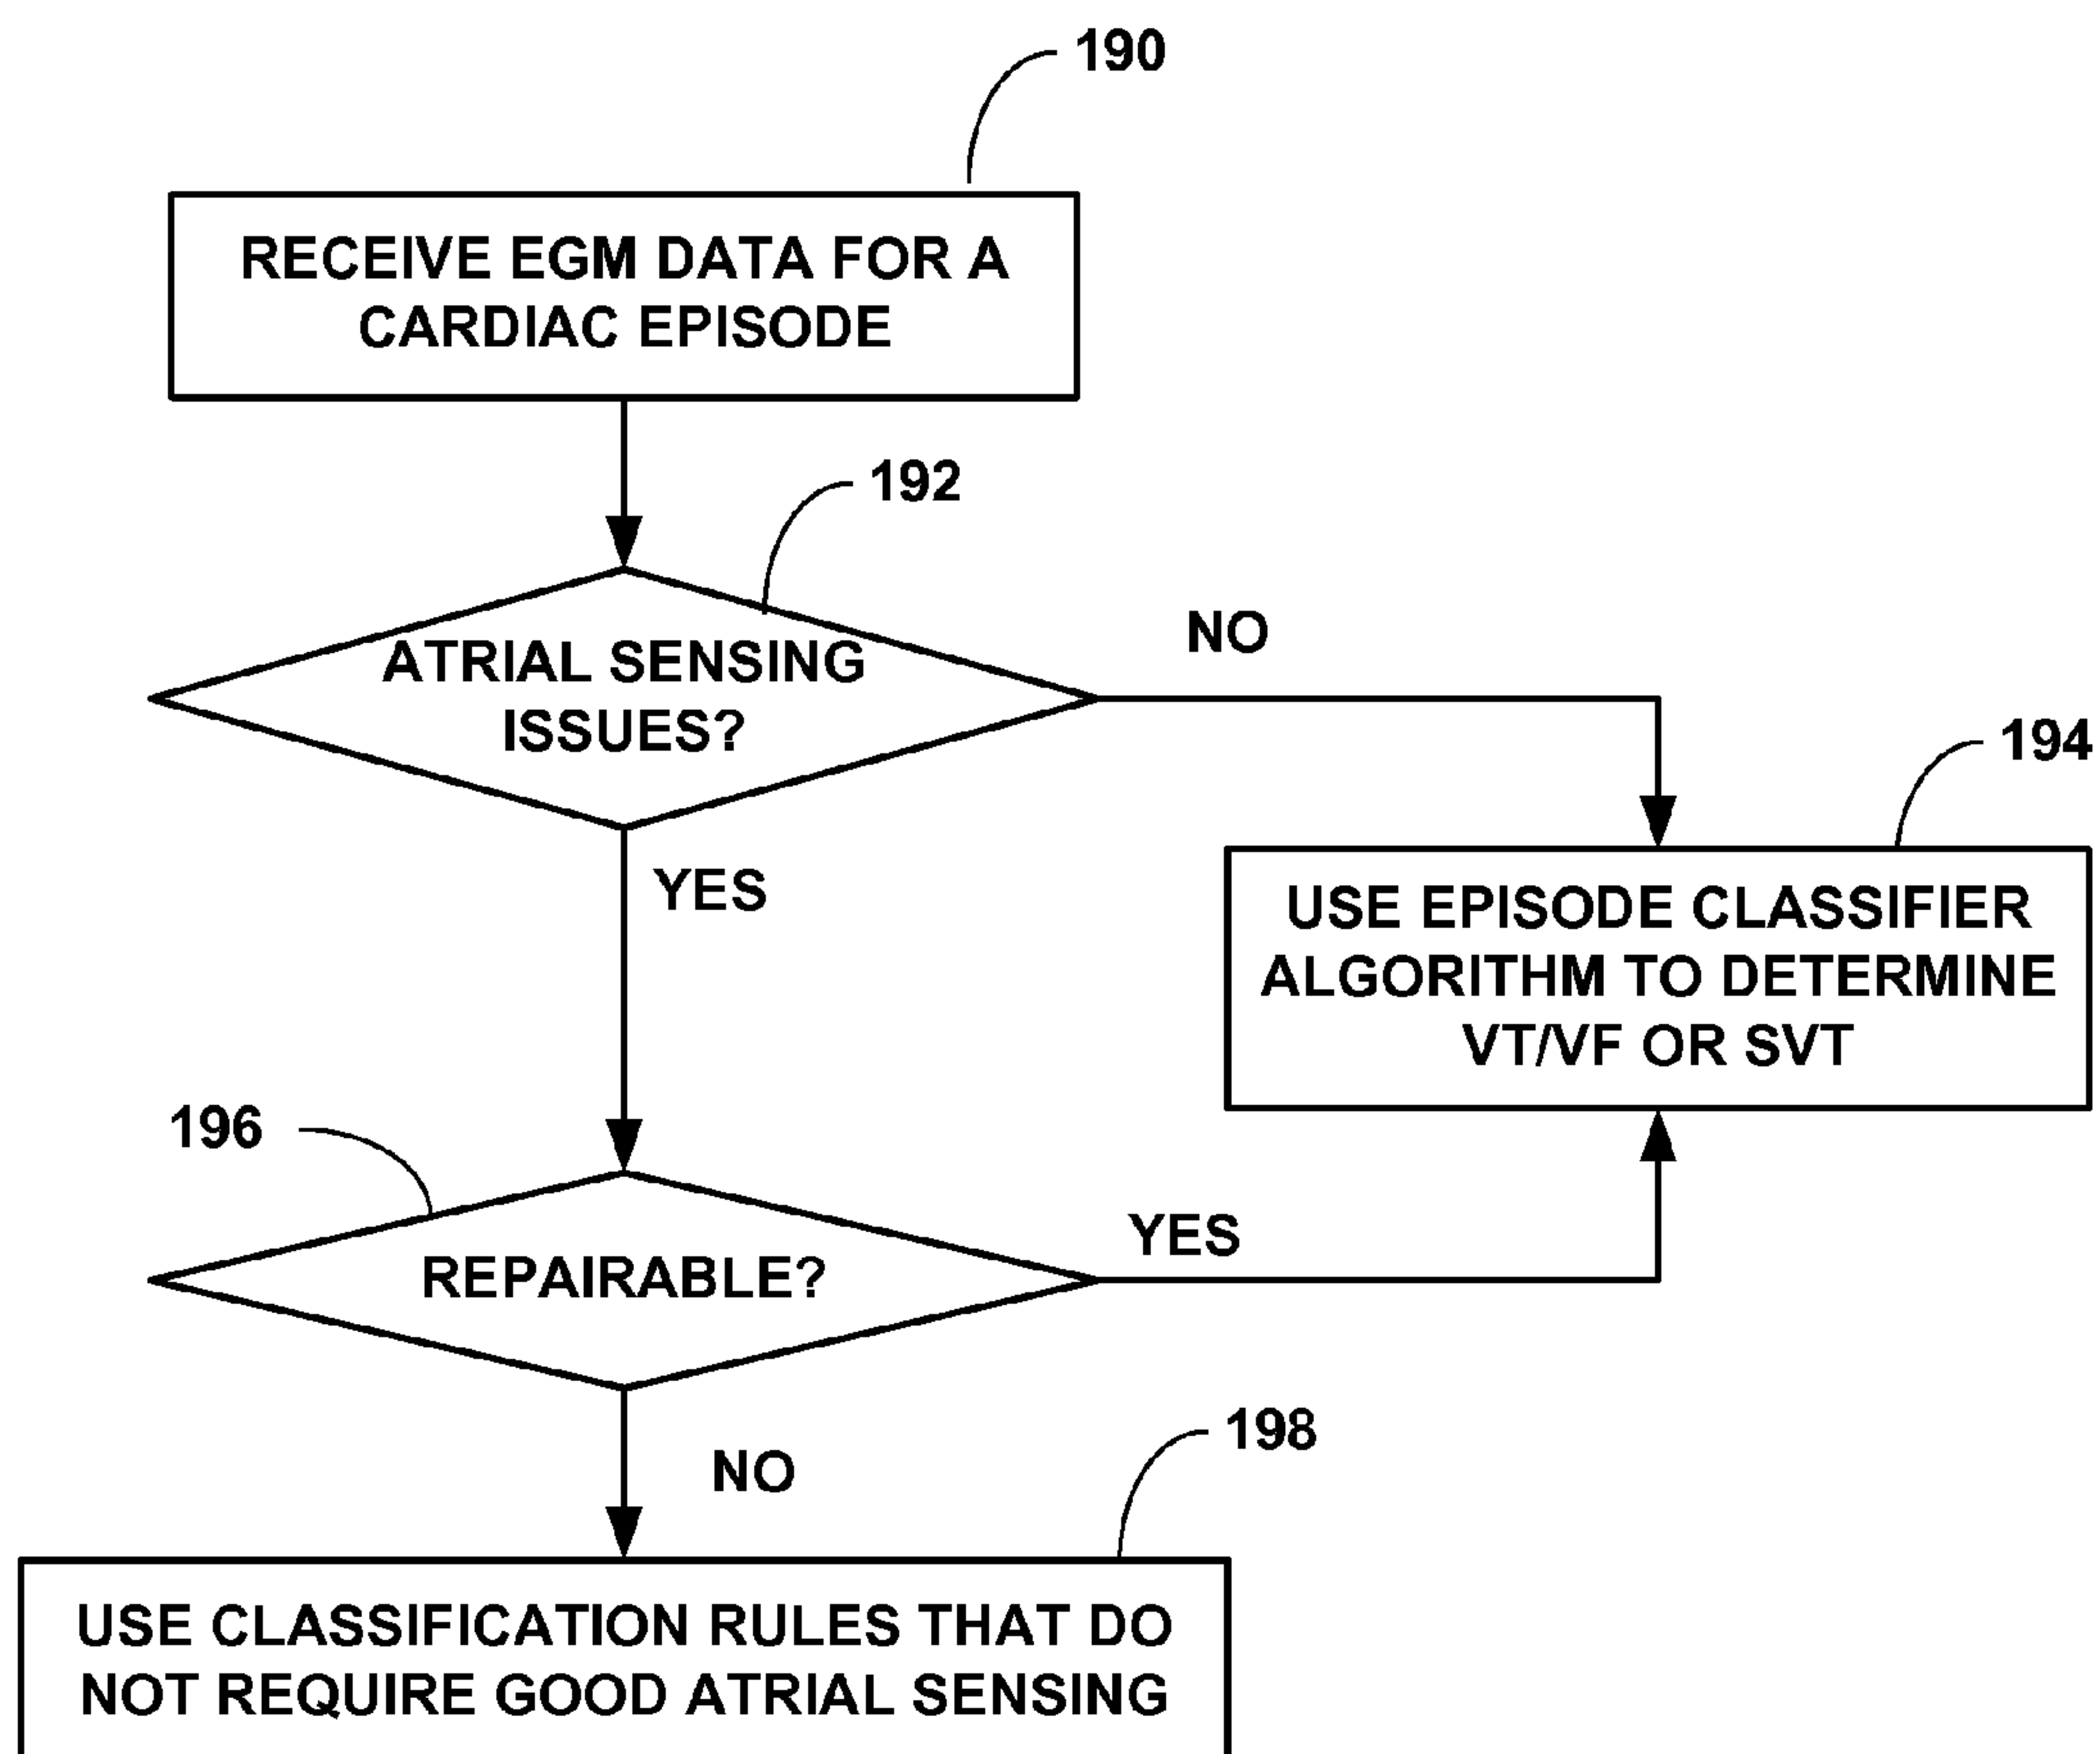 190
RECEIVE EGM DATA FOR A
CARDIAC EPISODE
192
ATRIAL SENSING
ISSUES?
NO
194
YES
USE EPISODE CLASSIFIER
ALGORITHM TO DETERMINE
VT/VF OR SVT
196
REPAIRABLE?
YES
198
NO
USE CLASSIFICATION RULES THAT DO
NOT REQUIRE GOOD ATRIAL SENSING